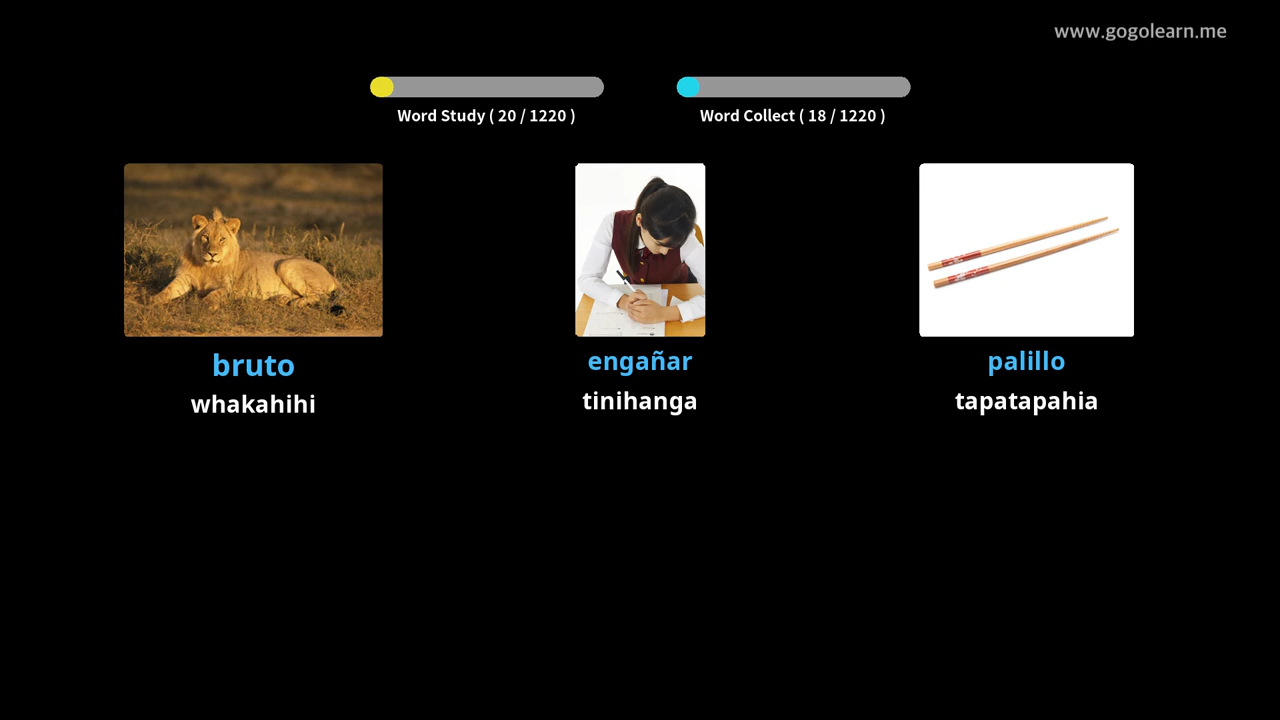 www.gogolearn.me
Word Study ( 20 / 1220 )
Word Collect ( 18 / 1220 )
bruto
whakahihi
engañar
tinihanga
palillo
tapatapahia